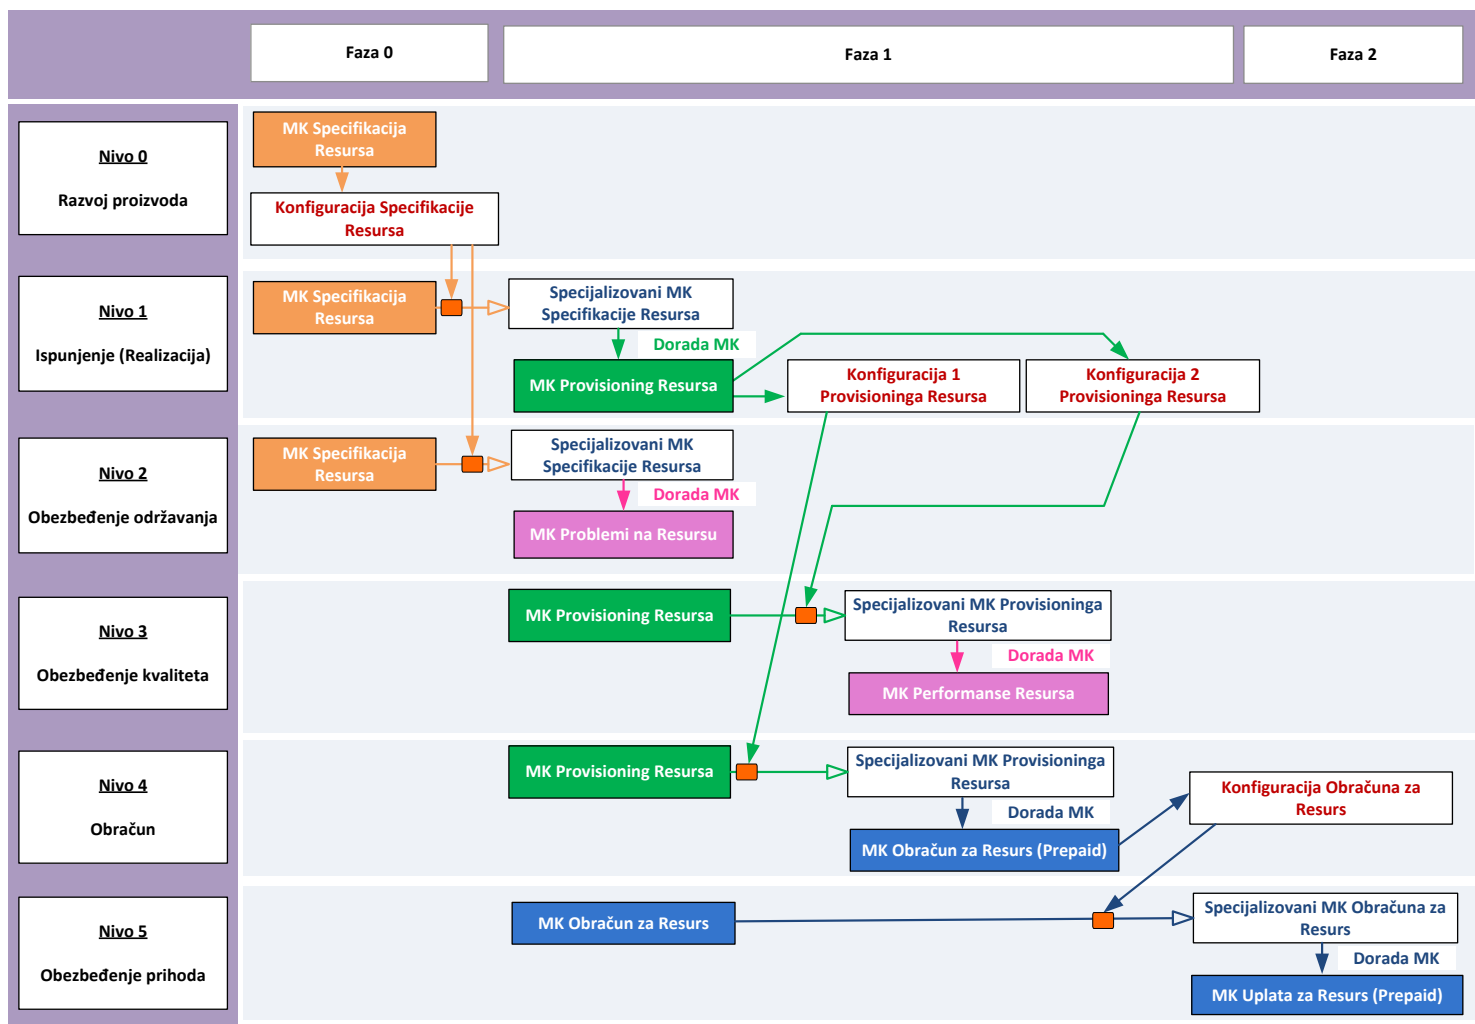 Faza 0
Faza 1
Faza 2
Nivo 0
Razvoj proizvoda
MK Specifikacija
Resursa
Konfiguracija Specifikacije
Resursa
Nivo 1
Ispunjenje (Realizacija)
MK Specifikacija
Resursa
Specijalizovani MK
Specifikacije Resursa
Dorada MK
MK Provisioning Resursa
Konfiguracija 1
Provisioninga Resursa
Konfiguracija 2
Provisioninga Resursa
Nivo 2
Obezbeđenje održavanja
MK Specifikacija
Resursa
Specijalizovani MK
Specifikacije Resursa
Dorada MK
MK Problemi na Resursu
Nivo 3
Obezbeđenje kvaliteta
MK Provisioning Resursa
Specijalizovani MK Provisioninga
Resursa
Dorada MK
MK Performanse Resursa
Nivo 4
Obračun
MK Provisioning Resursa
Specijalizovani MK Provisioninga
Resursa
Dorada MK
MK Obračun za Resurs (Prepaid)
Konfiguracija Obračuna za
Resurs
Nivo 5
Obezbeđenje prihoda
MK Obračun za Resurs
Specijalizovani MK Obračuna za
Resurs
Dorada MK
MK Uplata za Resurs (Prepaid)